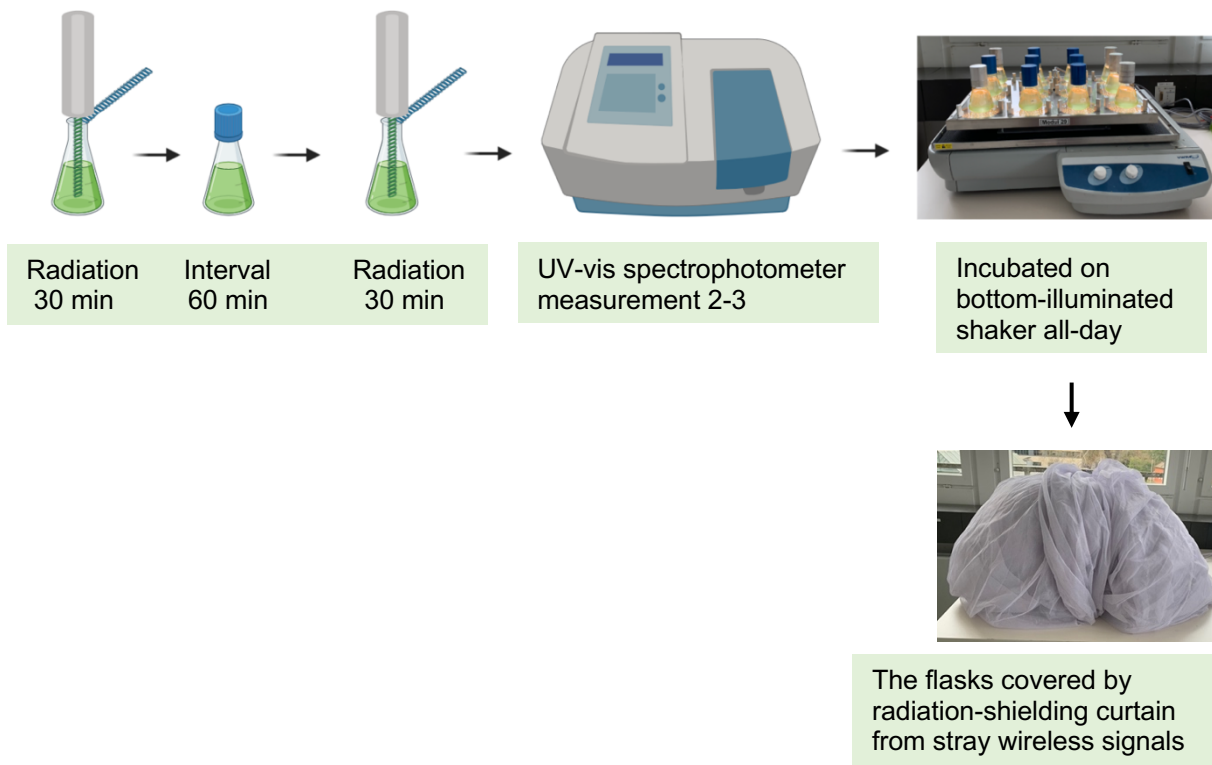 Radiation
30 min
Interval
60 min
Radiation
30 min
UV-vis spectrophotometer
measurement 2-3
Incubated on
bottom-illuminated
shaker all-day
The flasks covered by
radiation-shielding curtain
from stray wireless signals